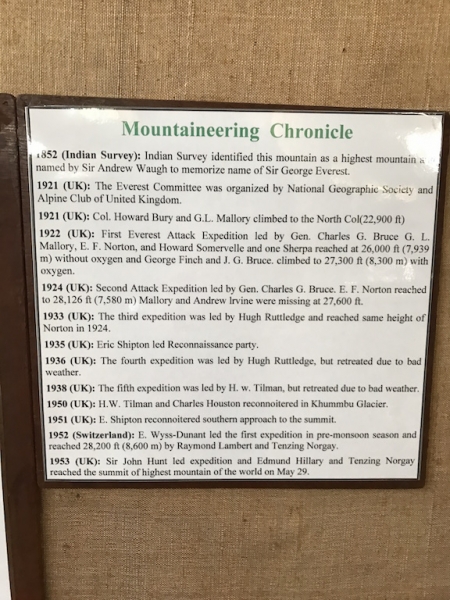 Mountaineering Chronicle
1852 (Indian Survey): Indian Survey identified this mountain as a highest mountain a
named by Sir Andrew Waugh to memorize name of Sir George Everest.
1921 (UK): The Everest Committee was organized by National Geographic Society and
Alpine Club of United Kingdom.
1921 (UK): Col. Howard Bury and G.L. Mallory climbed to the North Col(22,900 ft)
1922 (UK): First Everest Attack Expedition led by Gen. Charles G. Bruce G. L.
Mallory, E. F. Norton, and Howard Somervelle and one Sherpa reached at 26,000 ft (7,939
m) without oxygen and George Finch and J. G. Bruce. climbed to 27,300 ft (8,300 m) with
oxygen.
1924 (UK): Second Attack Expedition led by Gen. Charles G. Bruce. E. F. Norton reached
to 28,126 ft (7,580 m) Mallory and Andrew Irvine were missing at 27,600 ft.
1933 (UK): The third expedition was led by Hugh Ruttledge and reached same height of
Norton in 1924.
1935 (UK): Eric Shipton led Reconnaissance party.
1936 (UK): The fourth expedition was led by Hugh Ruttledge, but retreated due to bad
weather.
1938 (UK): The fifth expedition was led by H. w. Tilman, but retreated due to bad weather.
1950 (UK): H.W. Tilman and Charles Houston reconnoitered in Khummbu Glacier.
1951 (UK): E. Shipton reconnoitered southern approach to the summit.
1952 (Switzerland): E. Wyss-Dunant led the first expedition in pre-monsoon season and
reached 28,200 ft (8,600 m) by Raymond Lambert and Tenzing Norgay.
1953 (UK): Sir John Hunt led expedition and Edmund Hillary and Tenzing Norgay
reached the summit of highest mountain of the world on May 29.